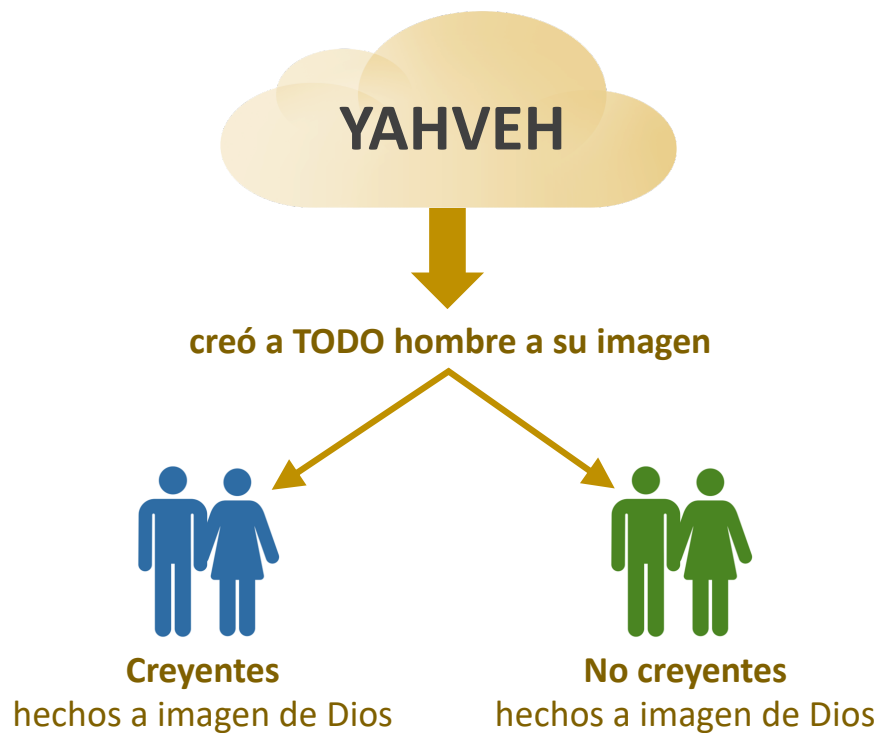 YAHVEH
creó a TODO hombre a su imagen
Creyentes
hechos a imagen de Dios
No creyentes
hechos a imagen de Dios